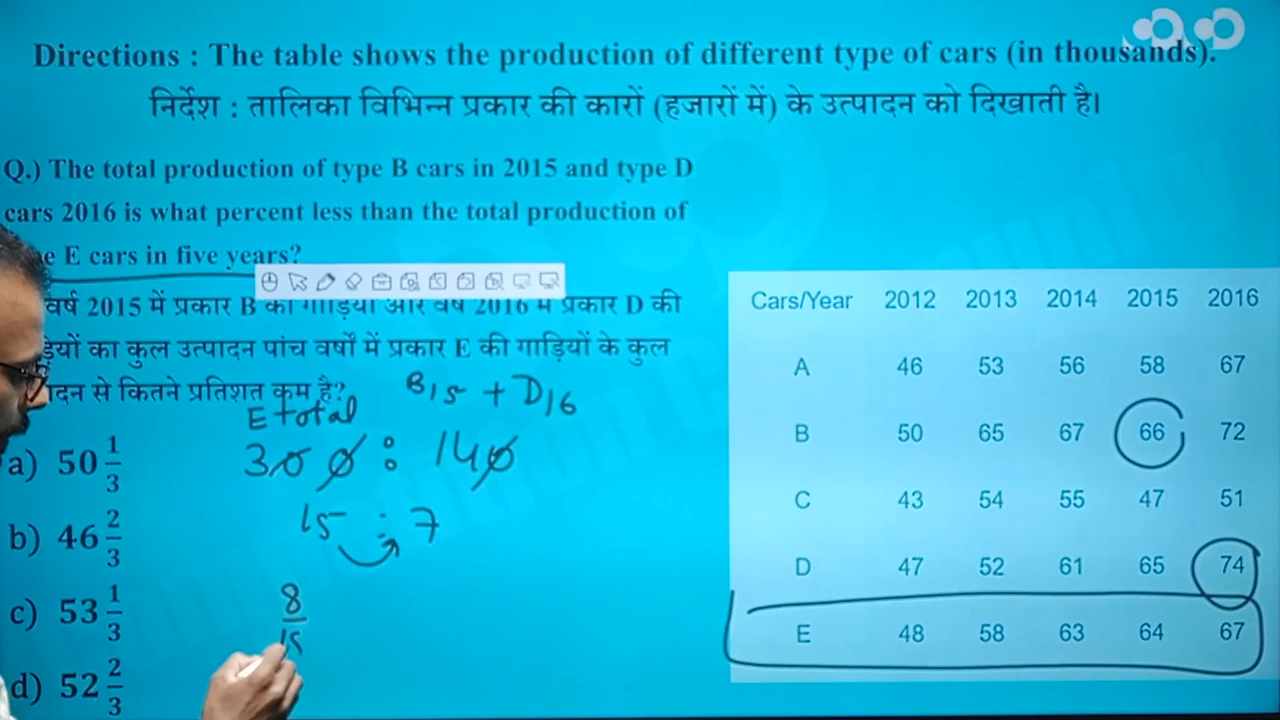 Directions : The table shows the production of different type of cars (in thousands).
निर्देश : तालिका विभिन्न प्रकार की कारों (हजारों में) के उत्पादन को दिखाती है।
Q.) The total production of type B cars in 2015 and type D
cars 2016 is what percent less than the total production of
E cars in five years?
वर्ष 2015 में प्रकार B की गाड़ियों और वर्ष 2016 में प्रकार D की
का कुल उत्पादन पांच वर्षों में प्रकार E की गाड़ियों के कुल
से कितने प्रतिशत कम है?
E total B15 + D16
300 : 140
15 : 7
8/15
a) 50 1/3
b) 46 2/3
c) 53 1/3
d) 52 2/3
Cars/Year 2012 2013 2014 2015 2016
A 46 53 56 58 67
B 50 65 67 66 72
C 43 54 55 47 51
D 47 52 61 65 74
E 48 58 63 64 67